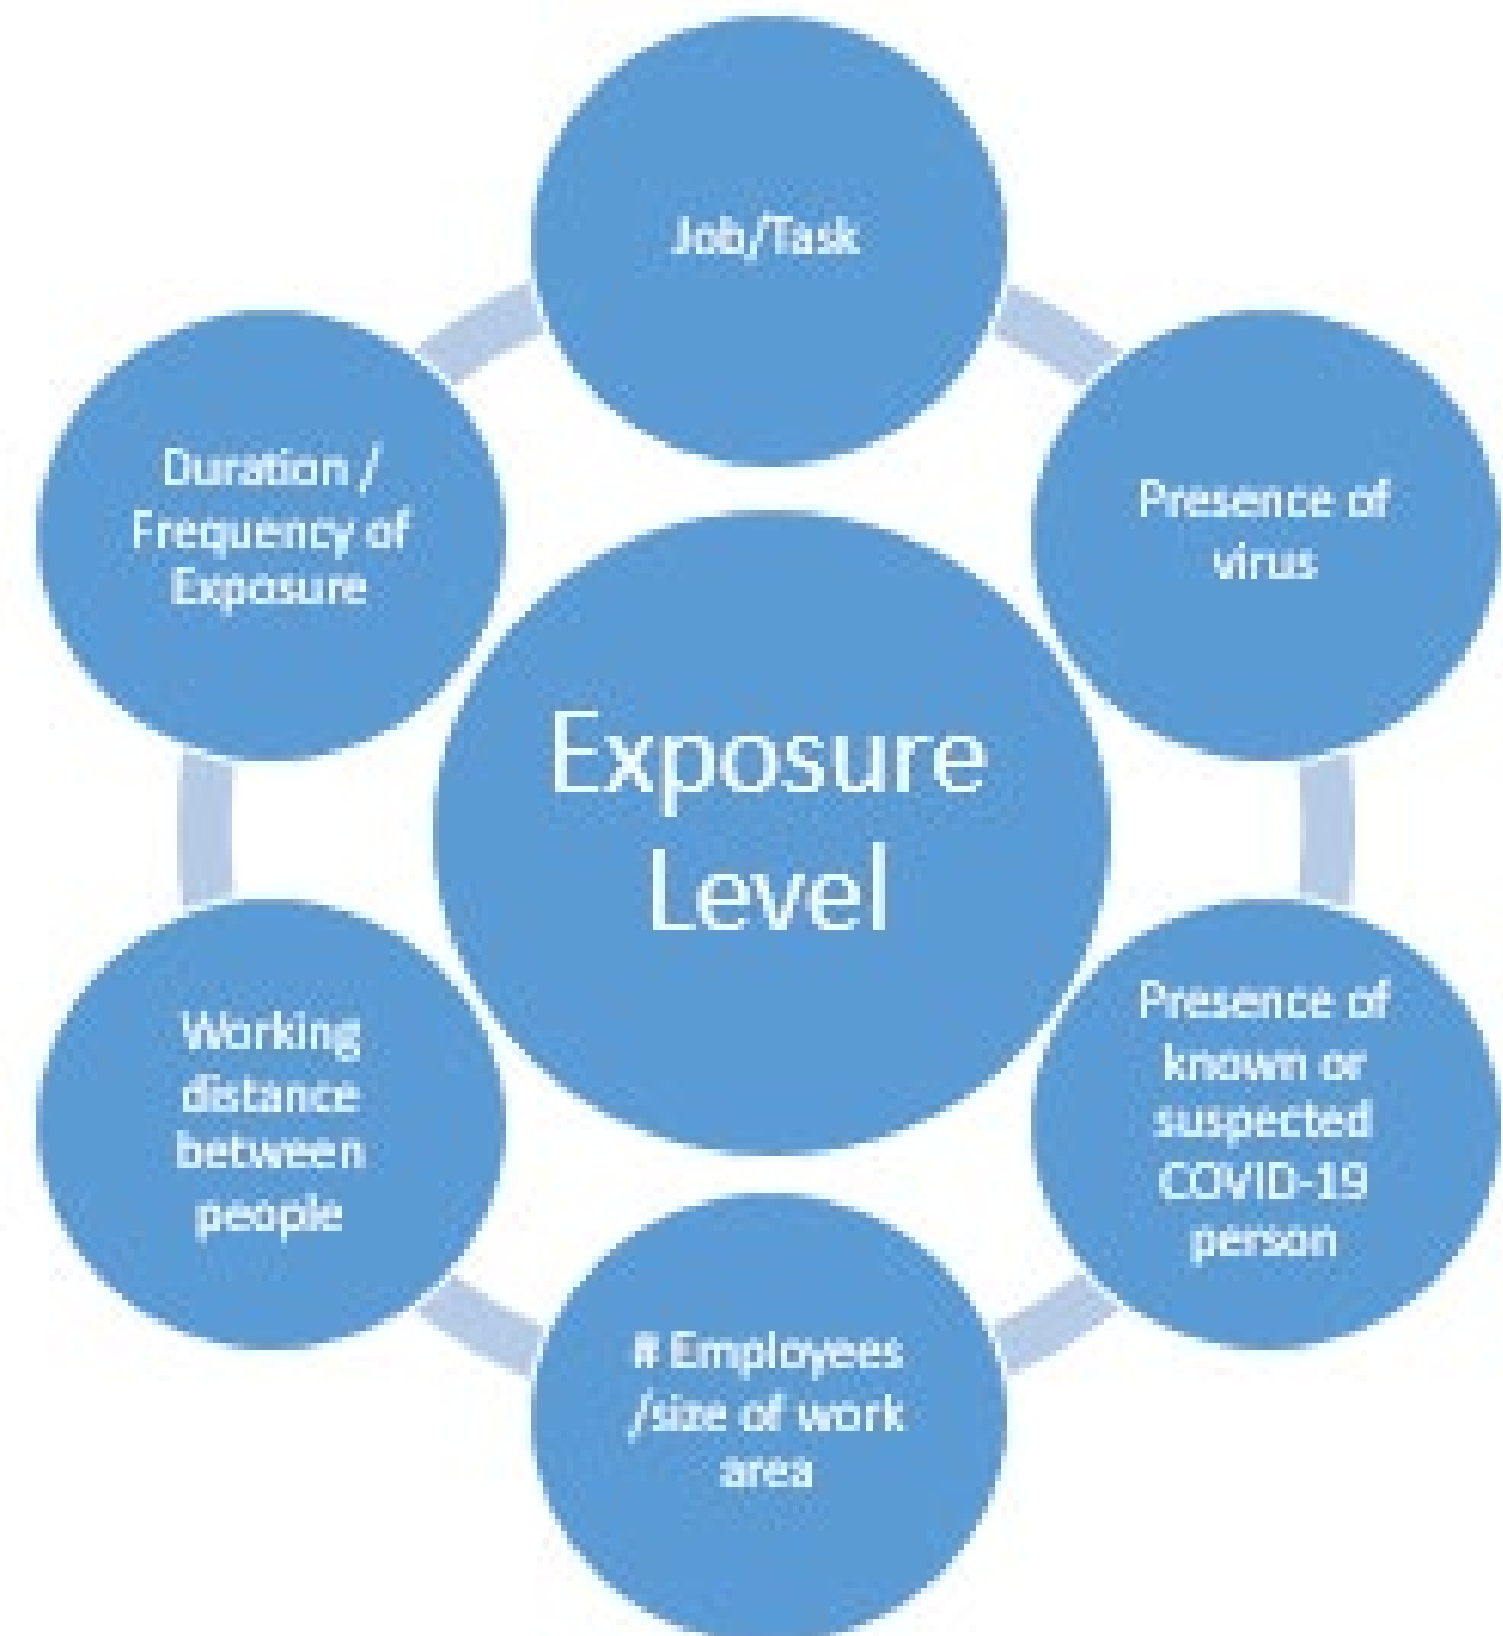 Job/Task
Presence of
virus
Presence of
known or
suspected
COVID-19
person
# Employees
/size of work
area
Working
distance
between
people
Duration /
Frequency of
Exposure
Exposure
Level